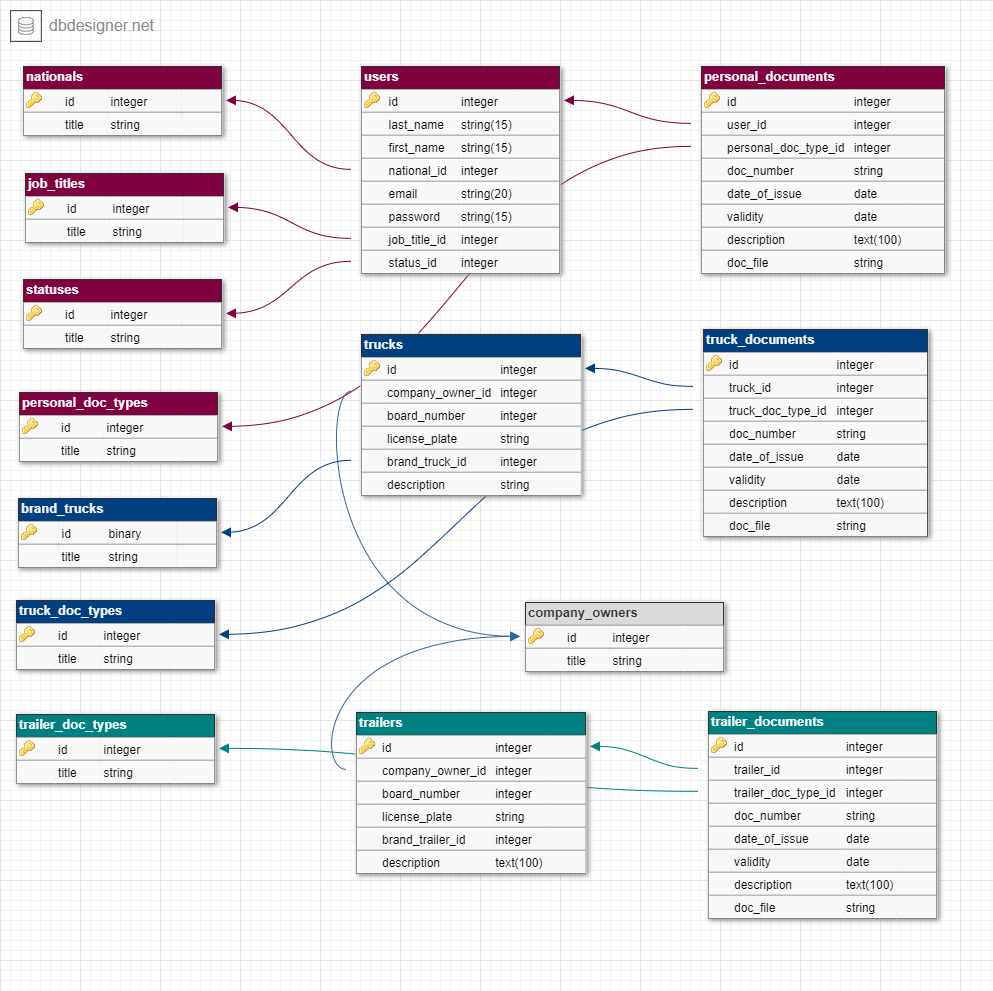 dbdesigner.net
nationals
id integer
title string
job_titles
id integer
title string
statuses
id integer
title string
personal_doc_types
id integer
title string
brand_trucks
id binary
title string
truck_doc_types
id integer
title string
trailer_doc_types
id integer
title string
users
id integer
last_name string(15)
first_name string(15)
national_id integer
email string(20)
password string(15)
job_title_id integer
status_id integer
trucks
id integer
company_owner_id integer
board_number integer
license_plate string
brand_truck_id integer
description string
company_owners
id integer
title string
trailers
id integer
company_owner_id integer
board_number integer
license_plate string
brand_trailer_id integer
description text(100)
personal_documents
id integer
user_id integer
personal_doc_type_id integer
doc_number string
date_of_issue date
validity date
description text(100)
doc_file string
truck_documents
id integer
truck_id integer
truck_doc_type_id integer
doc_number string
date_of_issue date
validity date
description text(100)
doc_file string
trailer_documents
id integer
trailer_id integer
trailer_doc_type_id integer
doc_number string
date_of_issue date
validity date
description text(100)
doc_file string